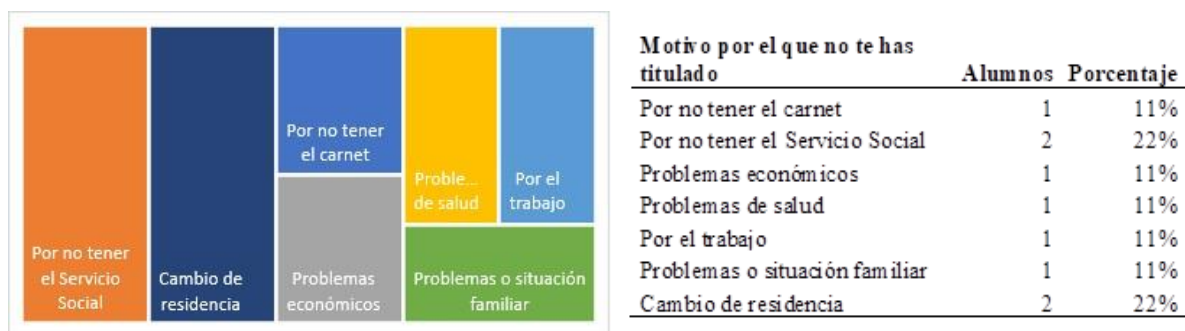 Por no tener
el Servicio
Social
Cambio de
residencia
Por no tener
el carnet
Problemas
económicos
Proble...
de salud
Por el
trabajo
Problemas o situación
familiar
Motivo por el que no te has
titulado Alumnos Porcentaje
Por no tener el carnet 1 11%
Por no tener el Servicio Social 2 22%
Problemas económicos 1 11%
Problemas de salud 1 11%
Por el trabajo 1 11%
Problemas o situación familiar 1 11%
Cambio de residencia 2 22%